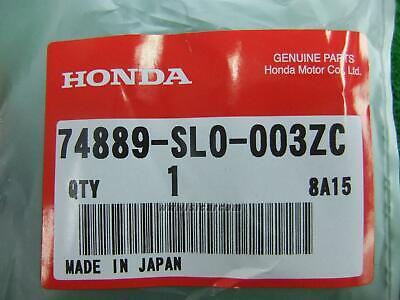 GENUINE PARTS
HONDA
Honda Motor Co., Ltd.
74889-SL0-003ZC
QTY 1 8A15
MADE IN JAPAN